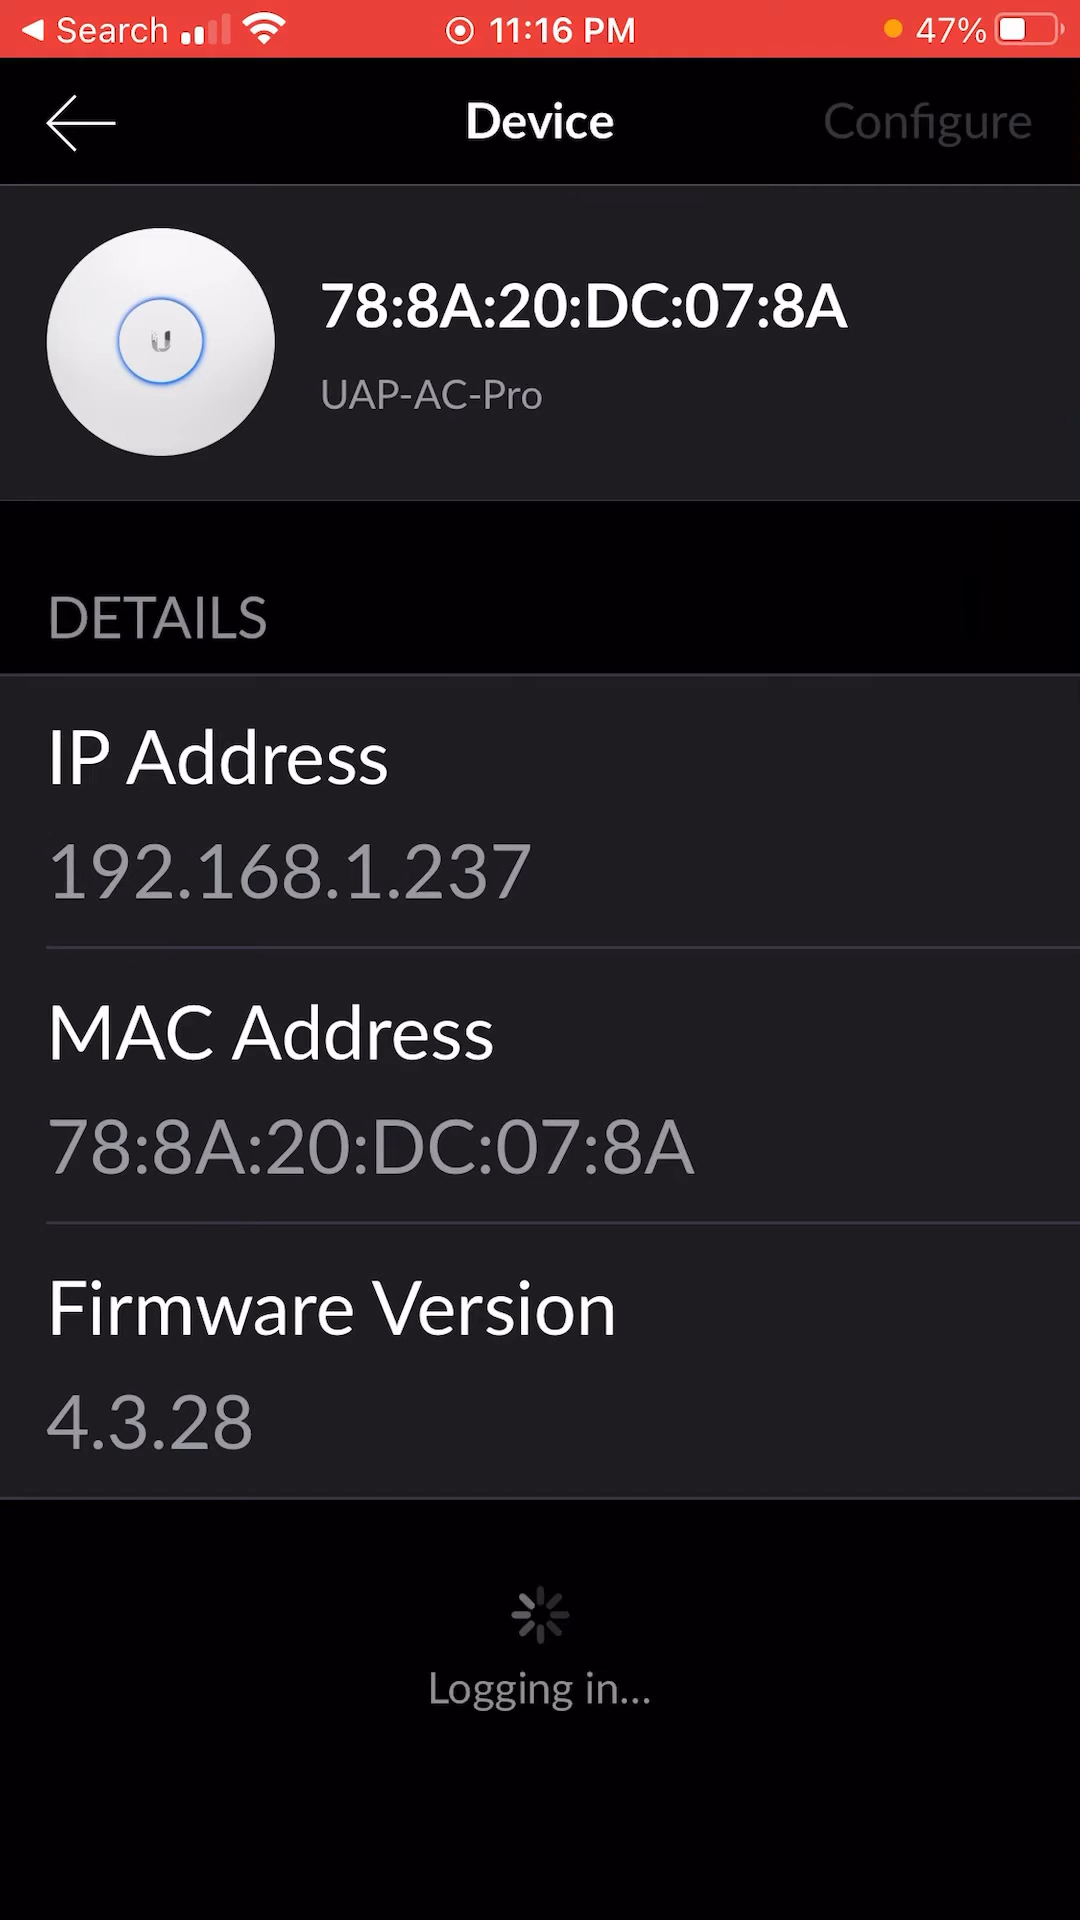 Search 11:16 PM 47%
Device Configure
78:8A:20:DC:07:8A
UAP-AC-Pro
DETAILS
IP Address
192.168.1.237
MAC Address
78:8A:20:DC:07:8A
Firmware Version
4.3.28
Logging in...